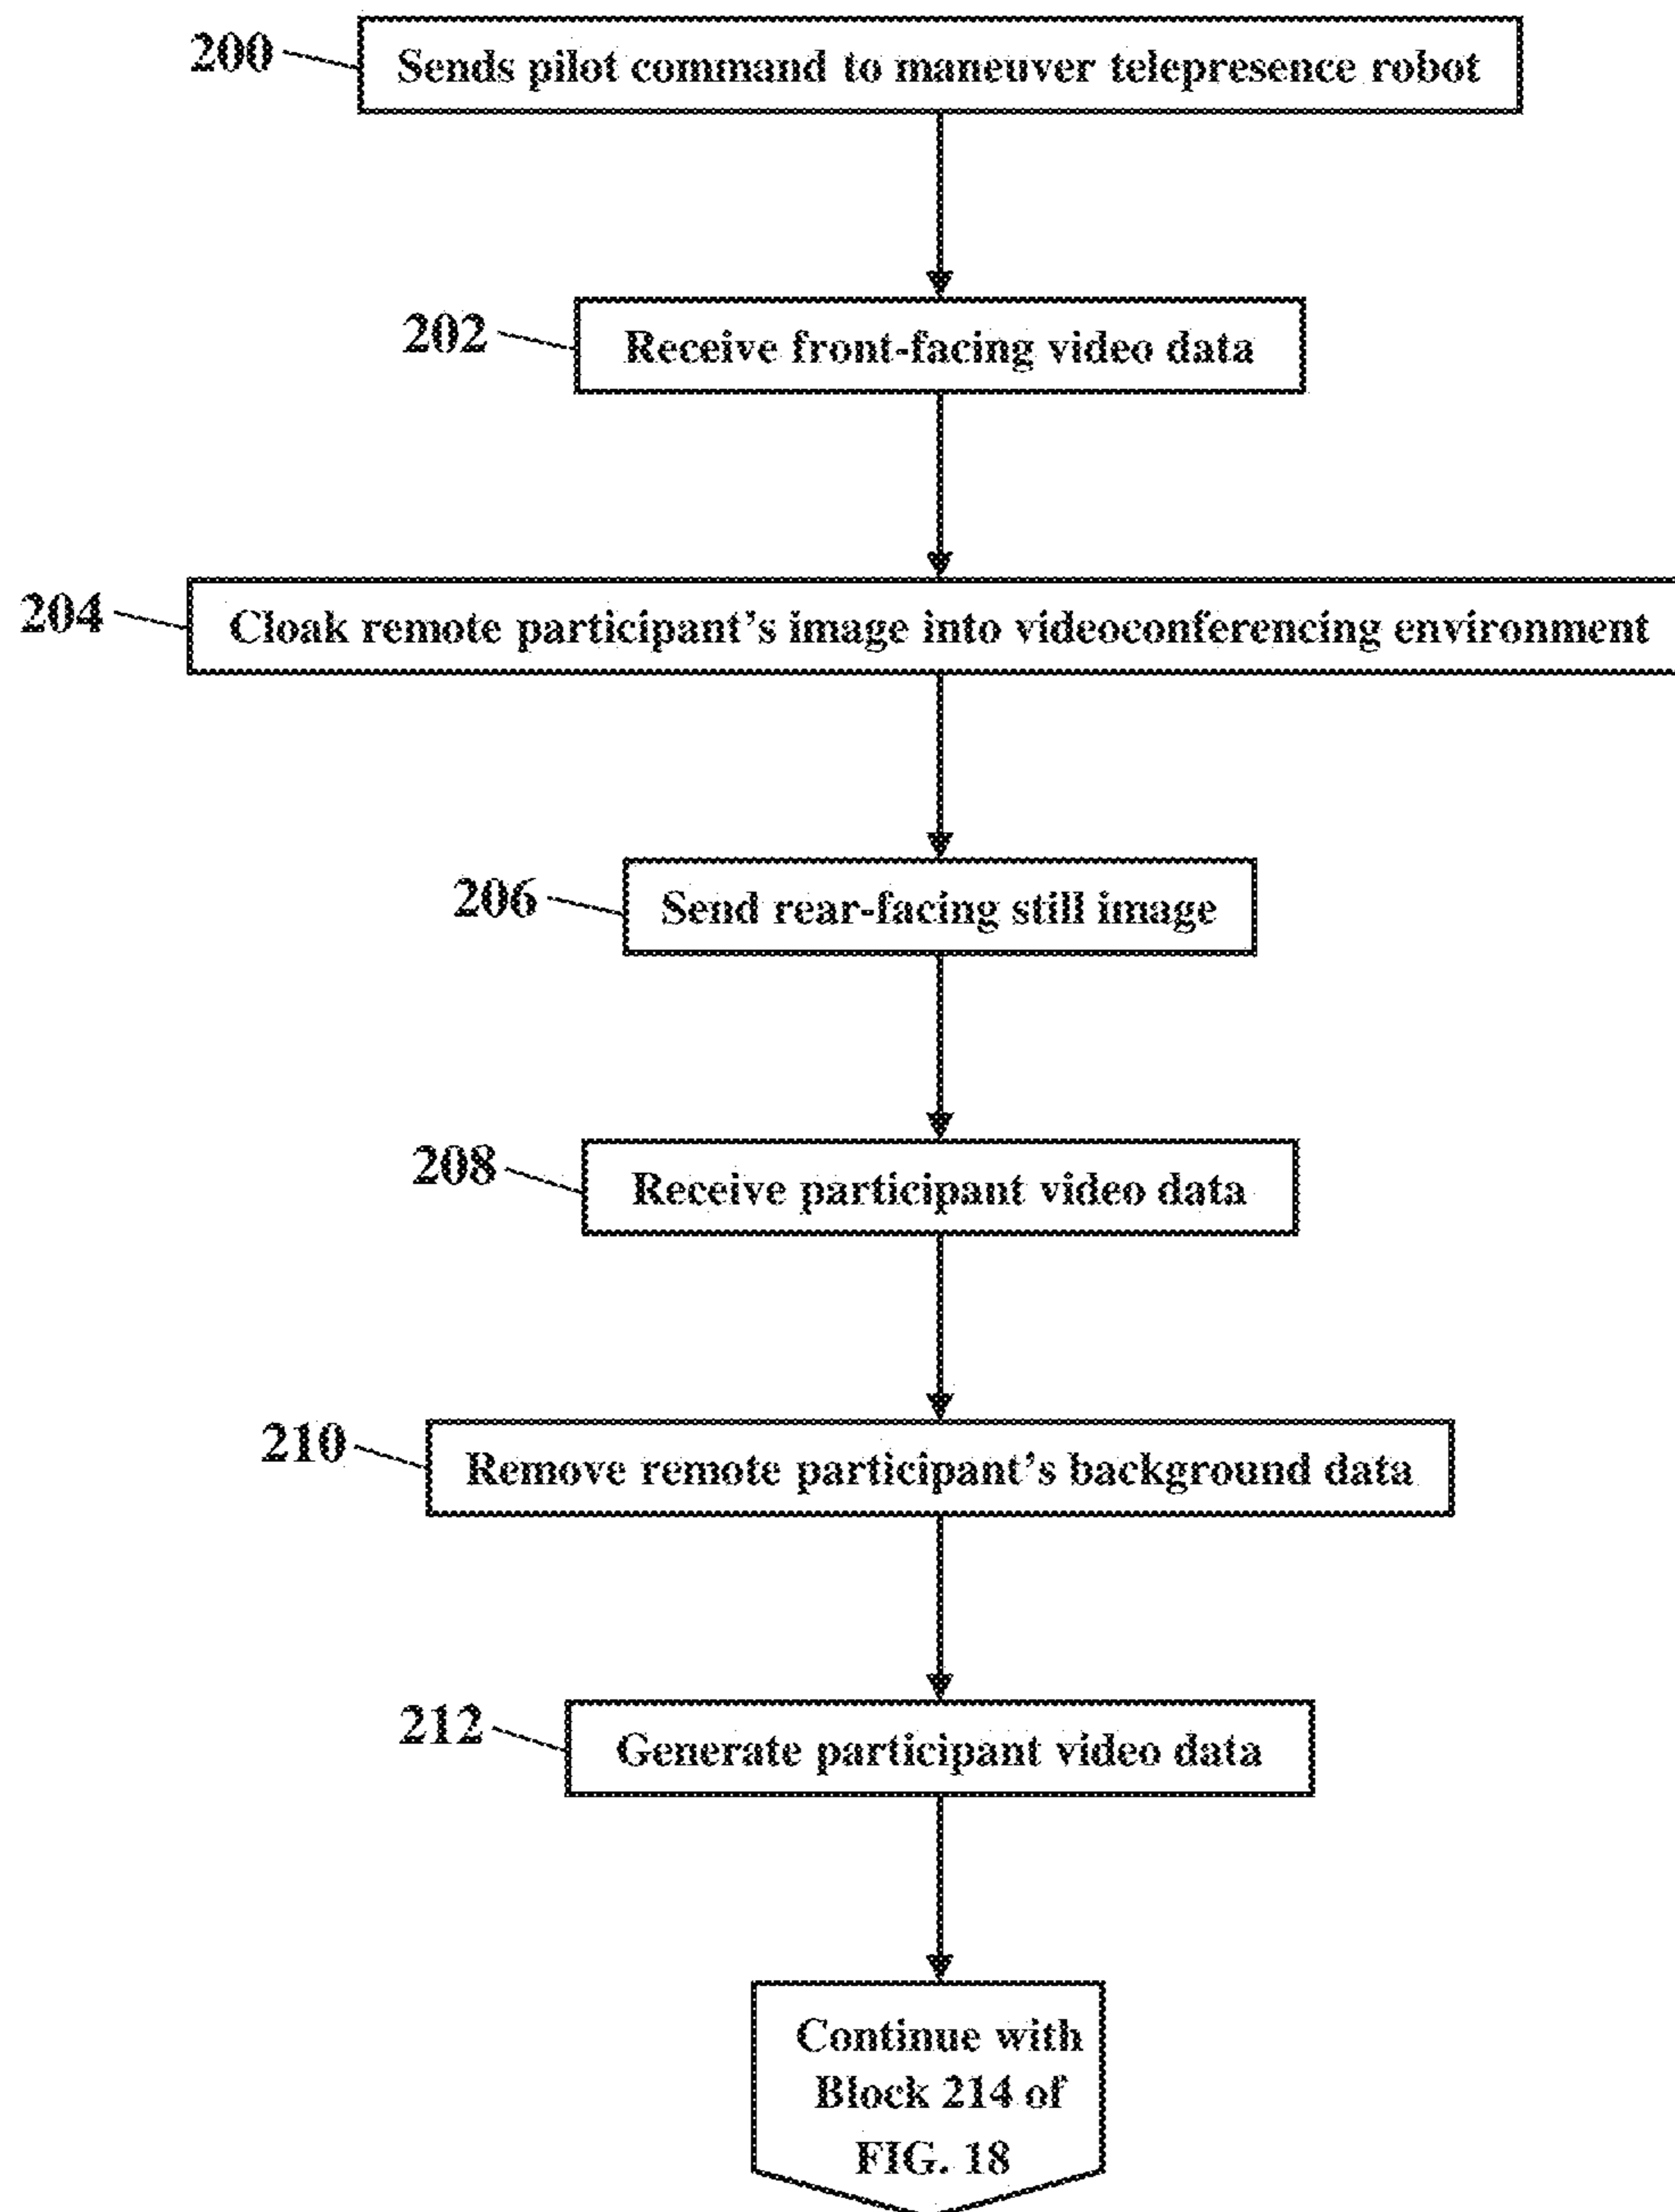 200 Sends pilot command to maneuver telepresence robot
202 Receive front-facing video data
204 Cloak remote participant's image into videoconferencing environment
206 Send rear-facing still image
208 Receive participant video data
210 Remove remote participant's background data
212 Generate participant video data
Continue with
Block 214 of
FIG. 18